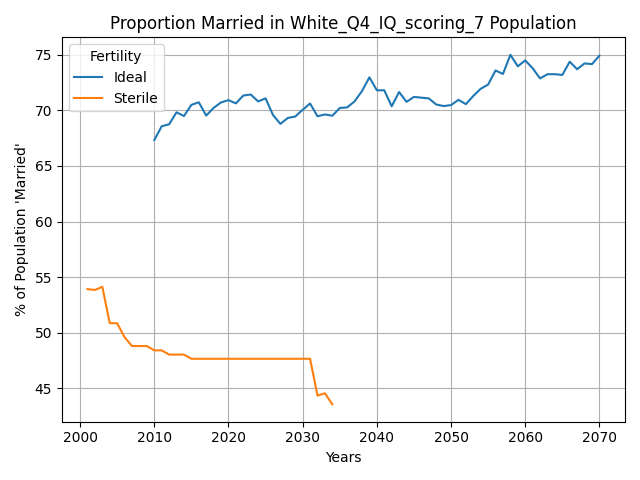 Proportion Married in White_Q4_IQ_scoring_7 Population
Fertility
Ideal
Sterile
% of Population 'Married'
75
70
65
60
55
50
45
2000 2010 2020 2030 2040 2050 2060 2070
Years